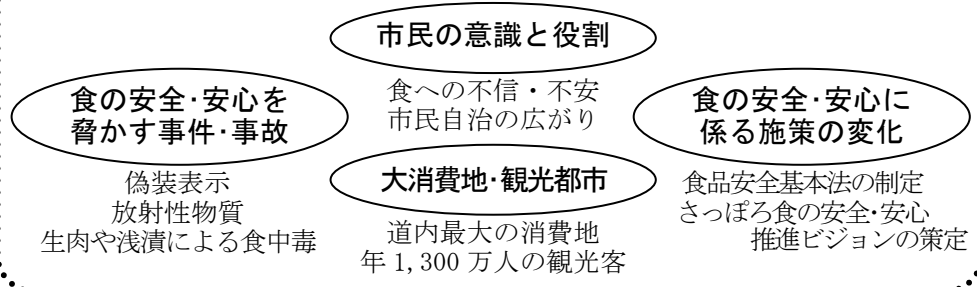 市民の意識と役割
食への不信・不安
市民自治の広がり
食の安全･安心を
脅かす事件･事故
偽装表示
放射性物質
生肉や浅漬による食中毒
大消費地･観光都市
道内最大の消費地
年 1,300 万人の観光客
食の安全･安心に
係る施策の変化
食品安全基本法の制定
さっぽろ食の安全･安心
推進ビジョンの策定